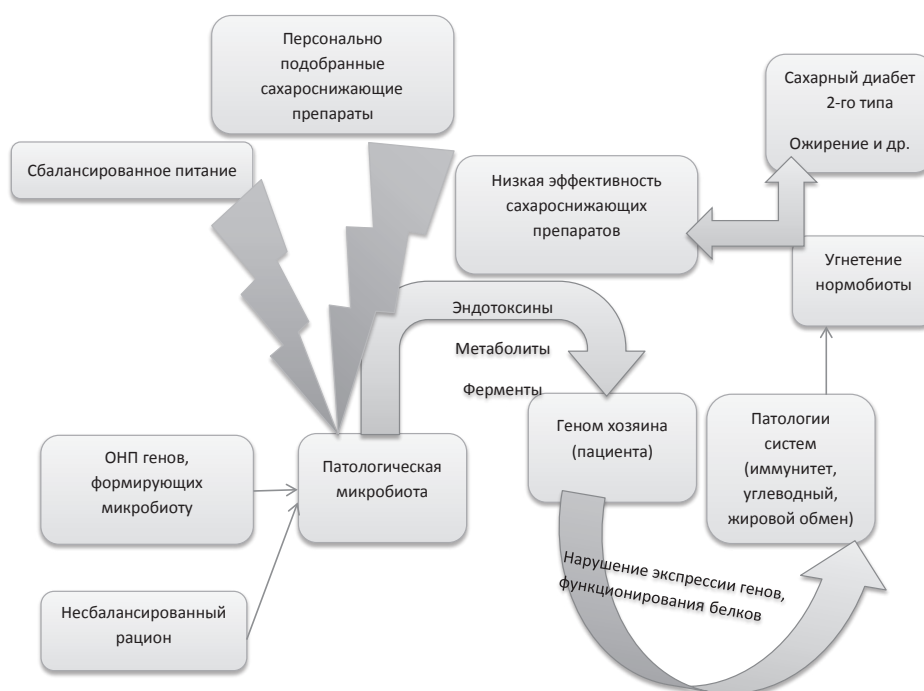 Персонально
подобранные
сахароснижающие
препараты
Сбалансированное питание
Низкая эффективность
сахароснижающих
препаратов
Сахарный диабет
2-го типа
Ожирение и др.
Угнетение
нормобиоты
Эндотоксины
Метаболиты
Ферменты
ОНП генов,
формирующих
микробиоту
Патологическая
микробиота
Геном хозяина
(пациента)
Патологии
систем
(иммунитет,
углеводный,
жировой обмен)
Несбалансированный
рацион
Нарушение экспрессии генов,
функционирования белков